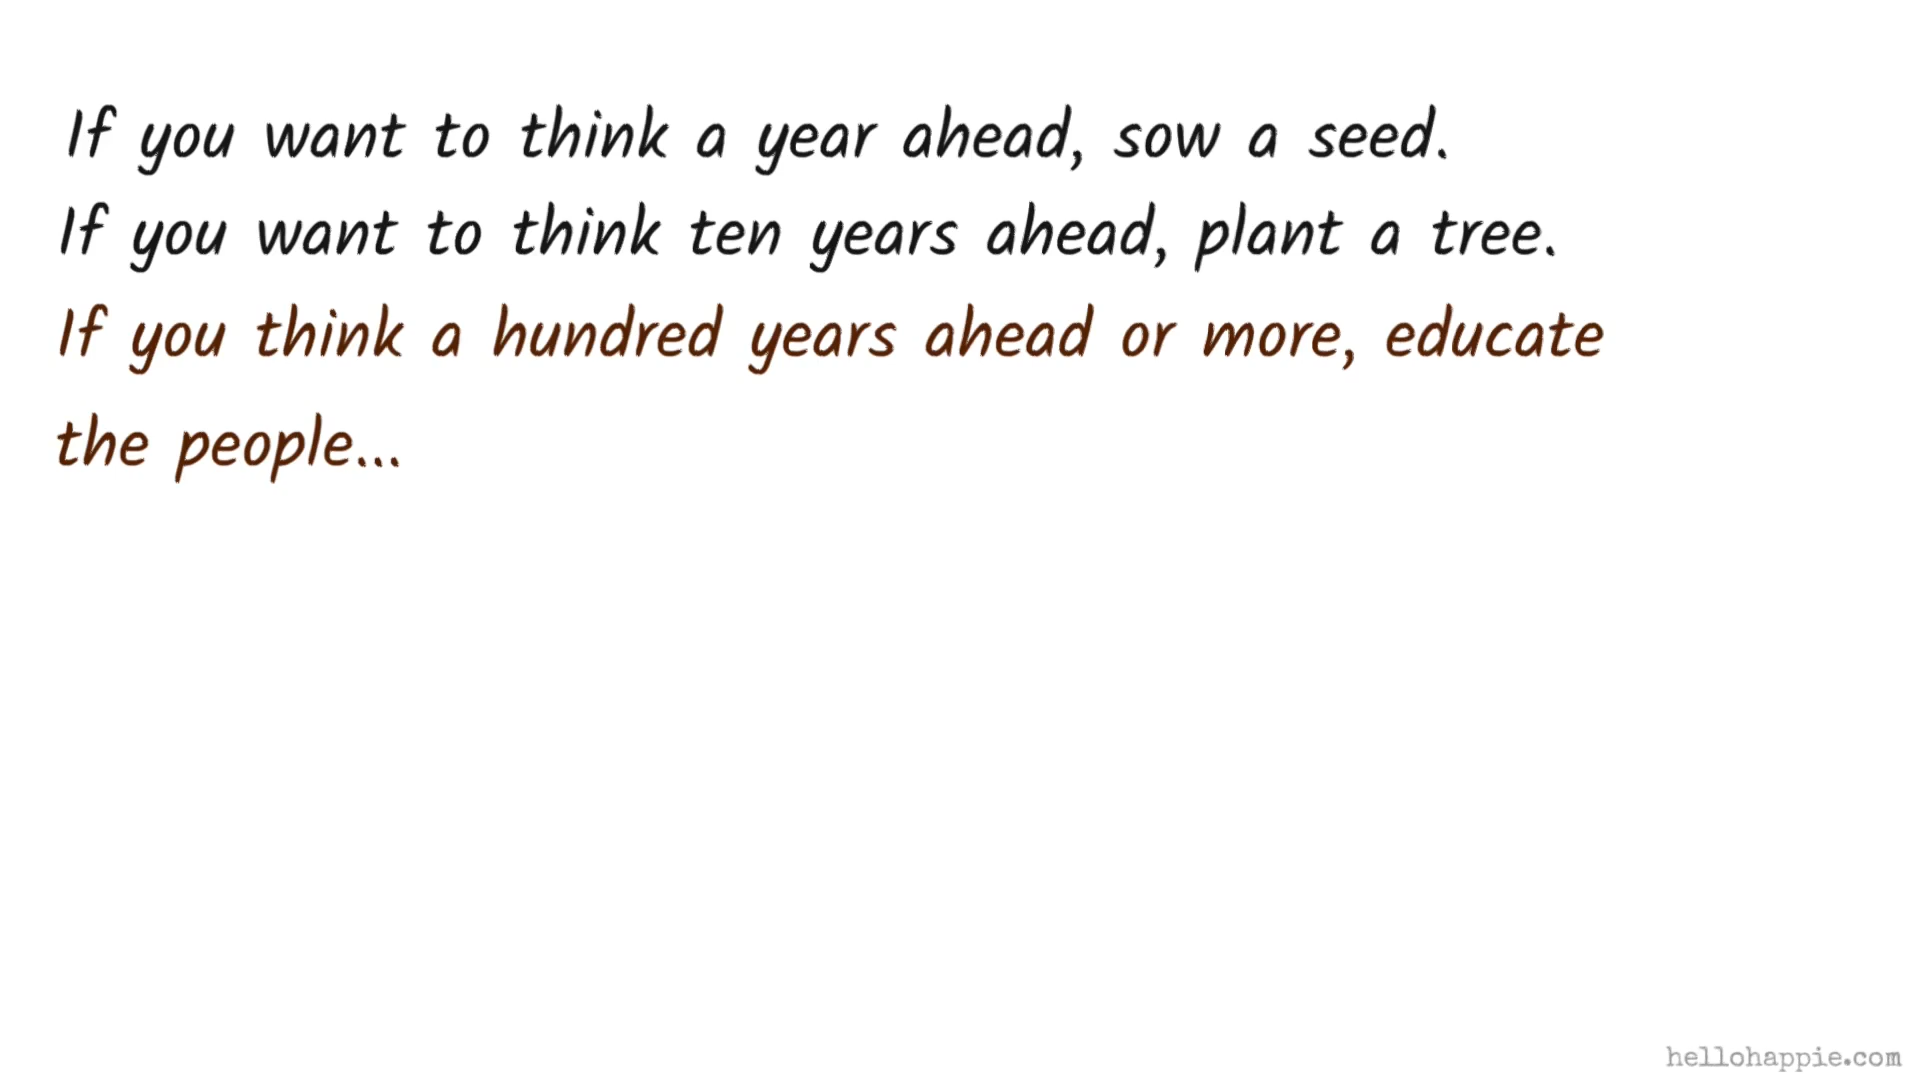 If you want to think a year ahead, sow a seed.
If you want to think ten years ahead, plant a tree.
If you think a hundred years ahead or more, educate
the people...
hellohappie.com